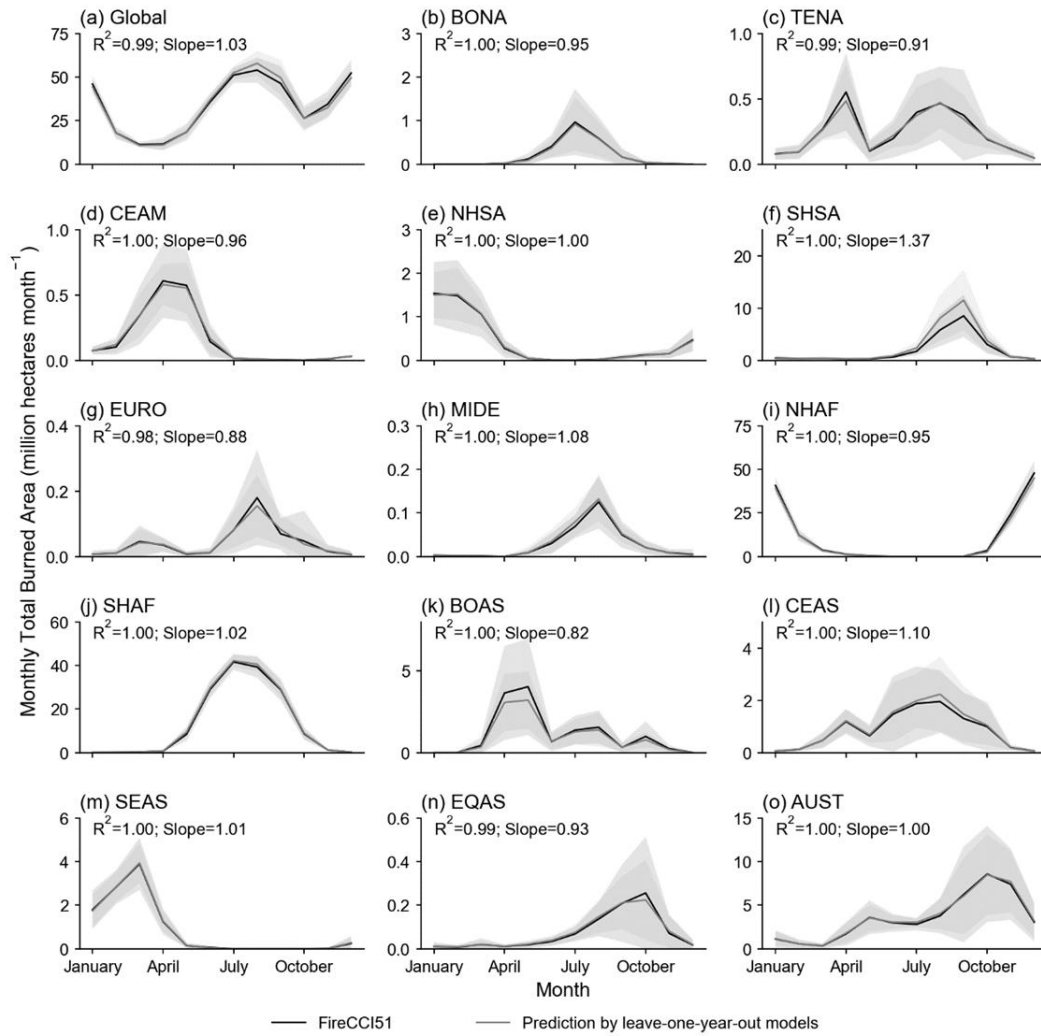 (a) Global
R²=0.99; Slope=1.03
75
50
25
0
(b) BONA
R²=1.00; Slope=0.95
3
2
1
0
(c) TENA
R²=0.99; Slope=0.91
1.0
0.5
0.0
(d) CEAM
R²=1.00; Slope=0.96
1.0
0.5
0.0
(e) NHSA
R²=1.00; Slope=1.00
3
2
1
0
(f) SHSA
R²=1.00; Slope=1.37
20
10
0
(g) EURO
R²=0.98; Slope=0.88
0.4
0.2
0.0
(h) MIDE
R²=1.00; Slope=1.08
0.3
0.2
0.1
0.0
(i) NHAF
R²=1.00; Slope=0.95
75
50
25
0
(j) SHAF
R²=1.00; Slope=1.02
60
40
20
0
(k) BOAS
R²=1.00; Slope=0.82
5
0
(l) CEAS
R²=1.00; Slope=1.10
4
2
0
(m) SEAS
R²=1.00; Slope=1.01
6
4
2
0
January April July October
(n) EQAS
R²=0.99; Slope=0.93
0.6
0.4
0.2
0.0
January April July October
(o) AUST
R²=1.00; Slope=1.00
15
10
5
0
January April July October
Monthly Total Burned Area (million hectares month⁻¹)
Month
FireCCI51
Prediction by leave-one-year-out models